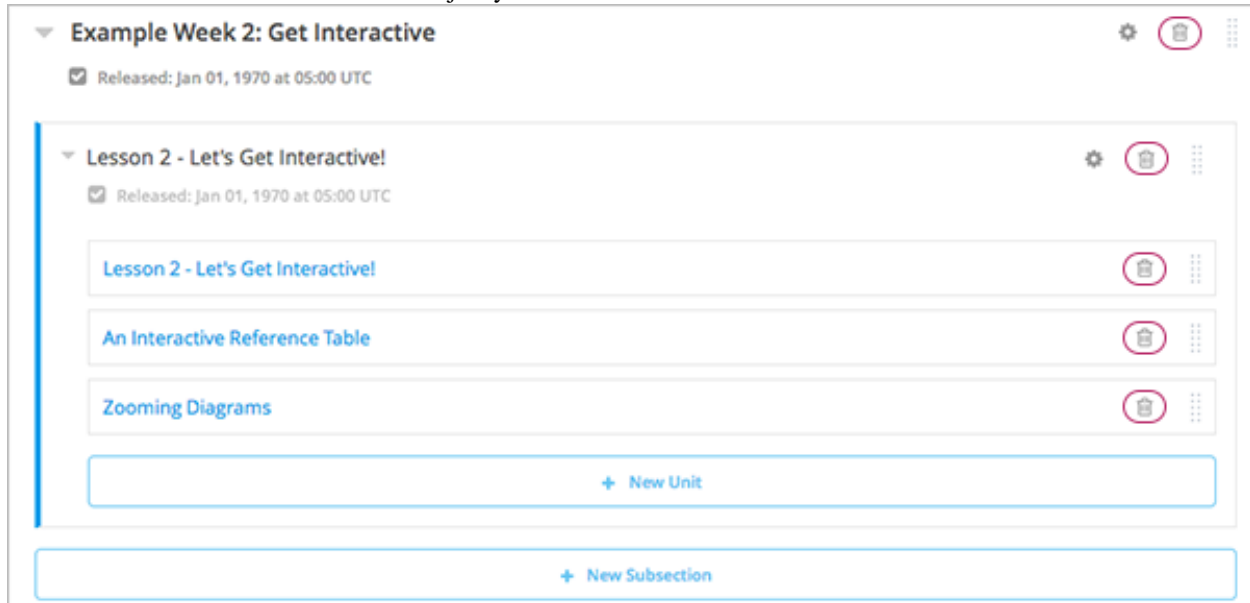 Example Week 2: Get Interactive
Released: Jan 01, 1970 at 05:00 UTC
Lesson 2 - Let's Get Interactive!
Released: Jan 01, 1970 at 05:00 UTC
Lesson 2 - Let's Get Interactive!
An Interactive Reference Table
Zooming Diagrams
+ New Unit
+ New Subsection